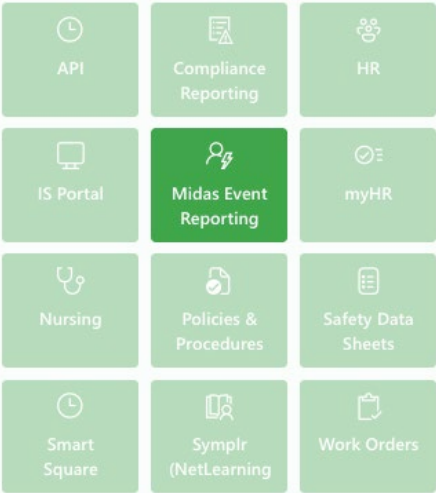 API
Compliance
Reporting
HR
IS Portal
Midas Event
Reporting
myHR
Nursing
Policies &
Procedures
Safety Data
Sheets
Smart
Square
Symplr
(NetLearning
Work Orders